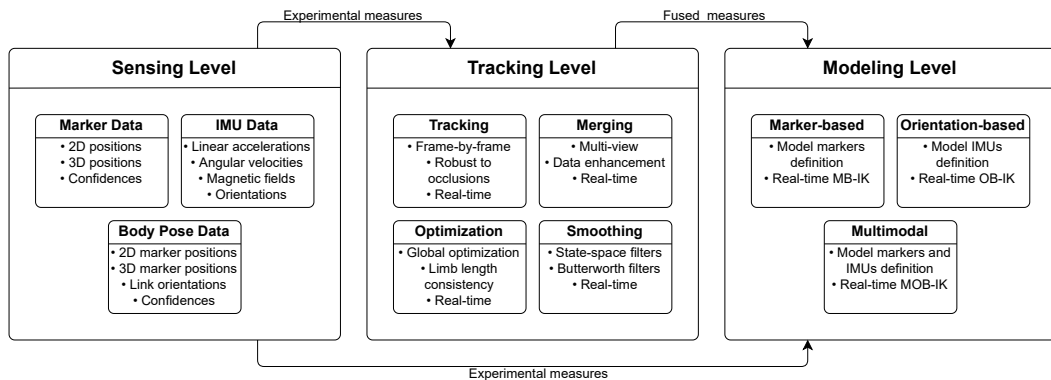 Experimental measures
Fused measures
Sensing Level
Tracking Level
Modeling Level
Marker Data
• 2D positions
• 3D positions
• Confidences
IMU Data
• Linear accelerations
• Angular velocities
• Magnetic fields
• Orientations
Body Pose Data
• 2D marker positions
• 3D marker positions
• Link orientations
• Confidences
Tracking
• Frame-by-frame
• Robust to
occlusions
• Real-time
Merging
• Multi-view
• Data enhancement
• Real-time
Optimization
• Global optimization
• Limb length
consistency
• Real-time
Smoothing
• State-space filters
• Butterworth filters
• Real-time
Marker-based
• Model markers
definition
• Real-time MB-IK
Orientation-based
• Model IMUs
definition
• Real-time OB-IK
Multimodal
• Model markers and
IMUs definition
• Real-time MOB-IK
Experimental measures